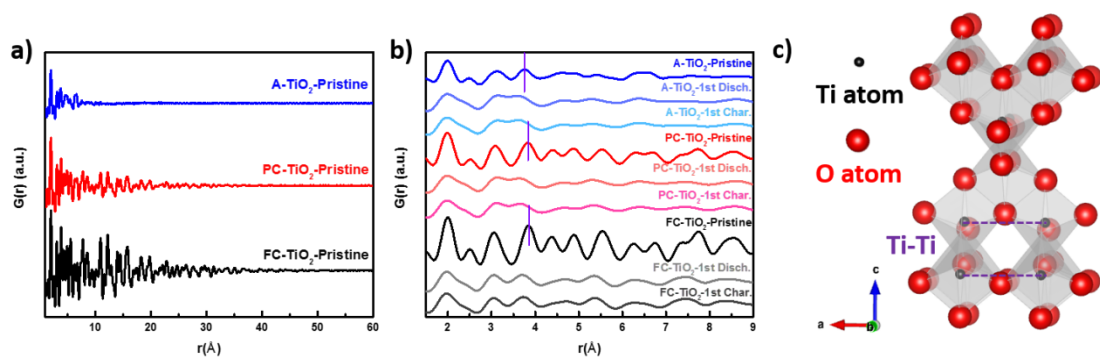 a)
A-TiO2-Pristine
PC-TiO2-Pristine
FC-TiO2-Pristine
G(r) (a.u.)
10 20 30 40 50 60
r(Å)
b)
A-TiO2-Pristine
A-TiO2-1st Disch.
A-TiO2-1st Char.
PC-TiO2-Pristine
PC-TiO2-1st Disch.
PC-TiO2-1st Char.
FC-TiO2-Pristine
FC-TiO2-1st Disch.
FC-TiO2-1st Char.
G(r) (a.u.)
2 3 4 5 6 7 8 9
r(Å)
c)
Ti atom
O atom
Ti-Ti
c
a
b